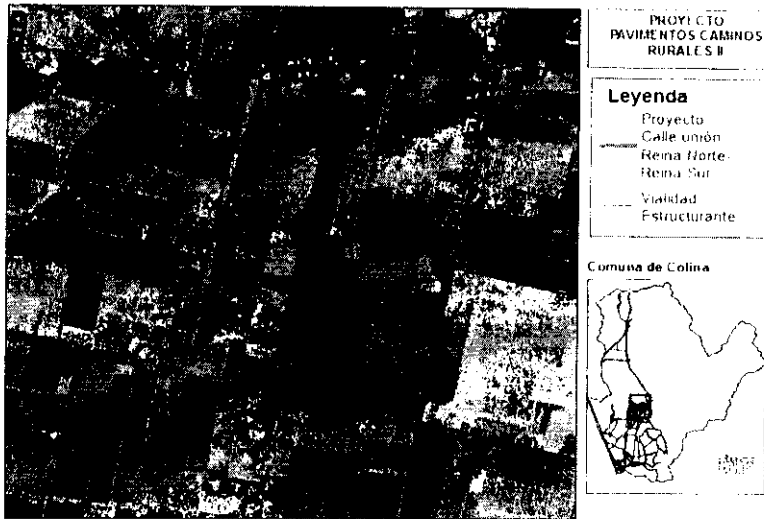 PROYECTO
PAVIMENTOS CAMINOS
RURALES II
Leyenda
Proyecto
Calle unión
Reina Norte-
Reina Sur
Vialidad
Estructurante
Comuna de Colina